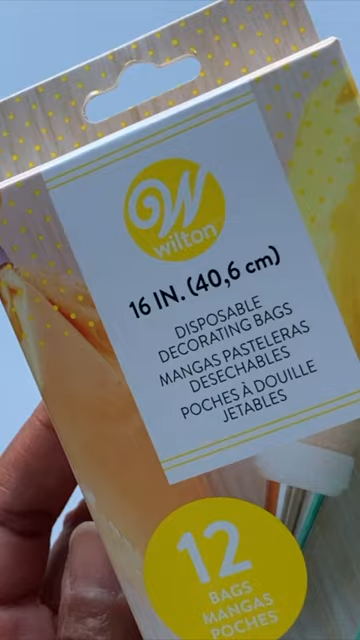 W
wilton
16 IN. (40,6 cm)
DISPOSABLE
DECORATING BAGS
MANGAS PASTELERAS
DESECHABLES
POCHES À DOUILLE
JETABLES
12
BAGS
MANGAS
POCHES